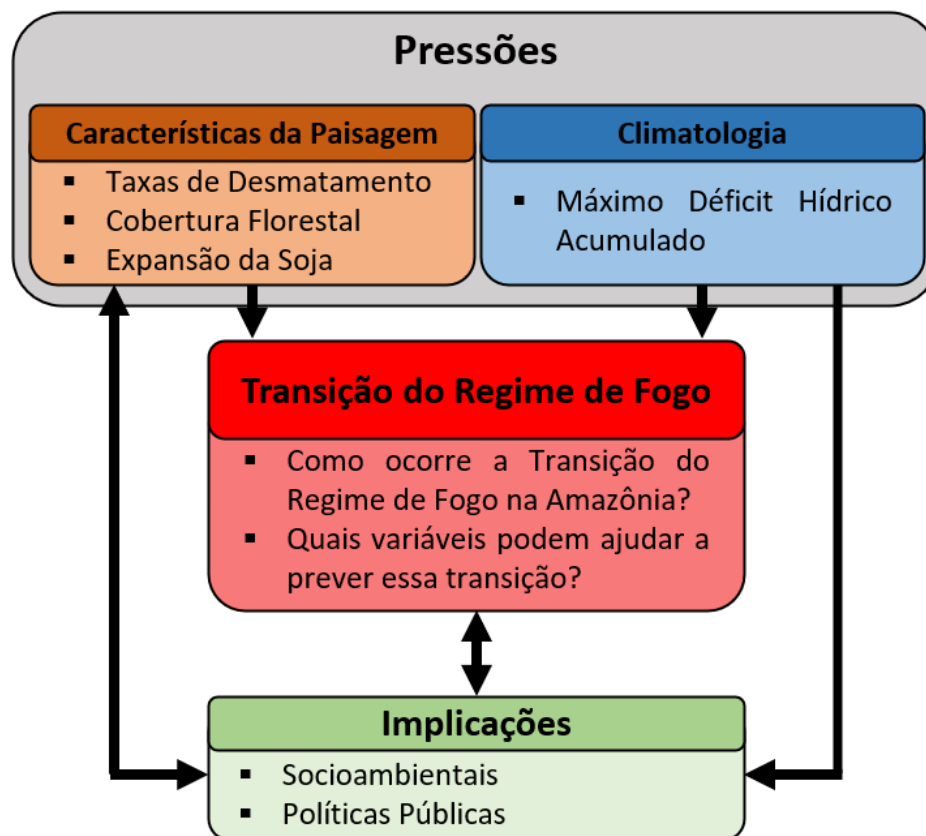 Pressões
Características da Paisagem
▪ Taxas de Desmatamento
▪ Cobertura Florestal
▪ Expansão da Soja
Climatologia
▪ Máximo Déficit Hídrico
Acumulado
Transição do Regime de Fogo
▪ Como ocorre a Transição do
Regime de Fogo na Amazônia?
▪ Quais variáveis podem ajudar a
prever essa transição?
Implicações
▪ Socioambientais
▪ Políticas Públicas